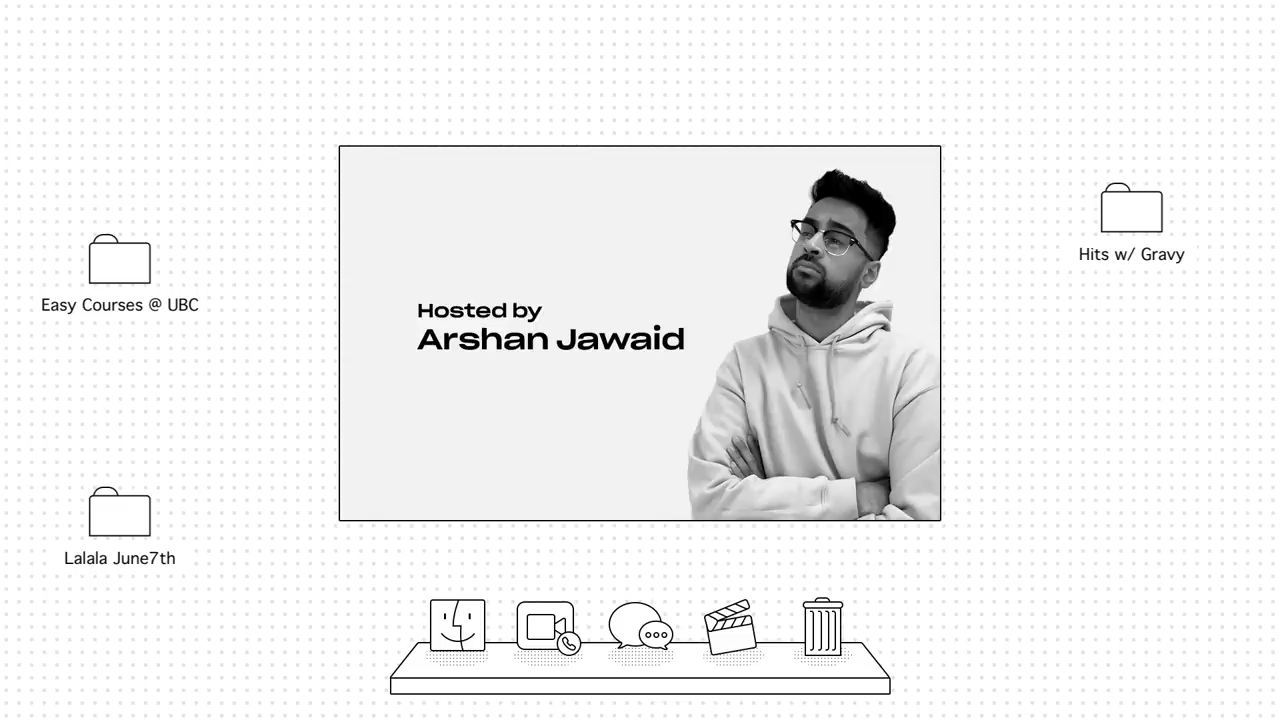 Hosted by
Arshan Jawaid
Easy Courses @ UBC
Hits w/ Gravy
Lalala June7th